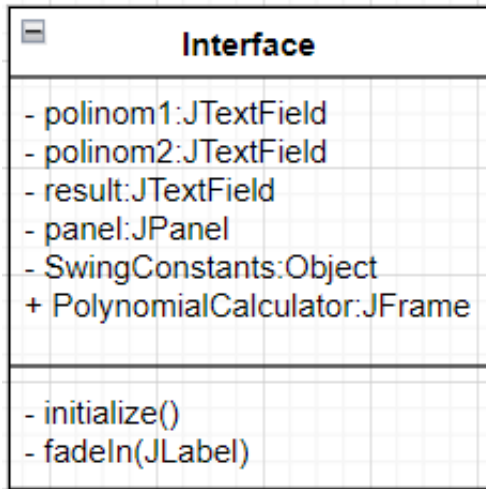 Interface
- polinom1:JTextField
- polinom2:JTextField
- result:JTextField
- panel:JPanel
- SwingConstants:Object
+ PolynomialCalculator:JFrame
- initialize()
- fadeIn(JLabel)